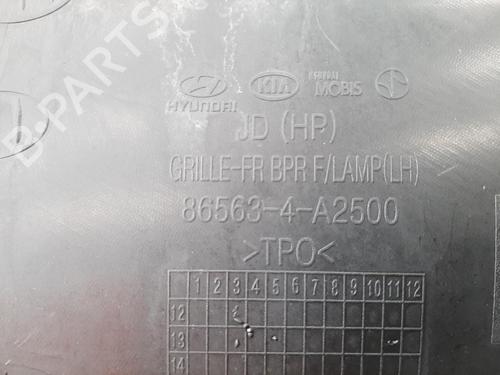 B-PARTS
HYUNDAI KIA MOBIS
JD (HP)
GRILLE-FR BPR F/LAMP(LH)
86563-4-A2500
>TPO<
1 2 3 4 5 6 7 8 9 10 11 12
12
13
14